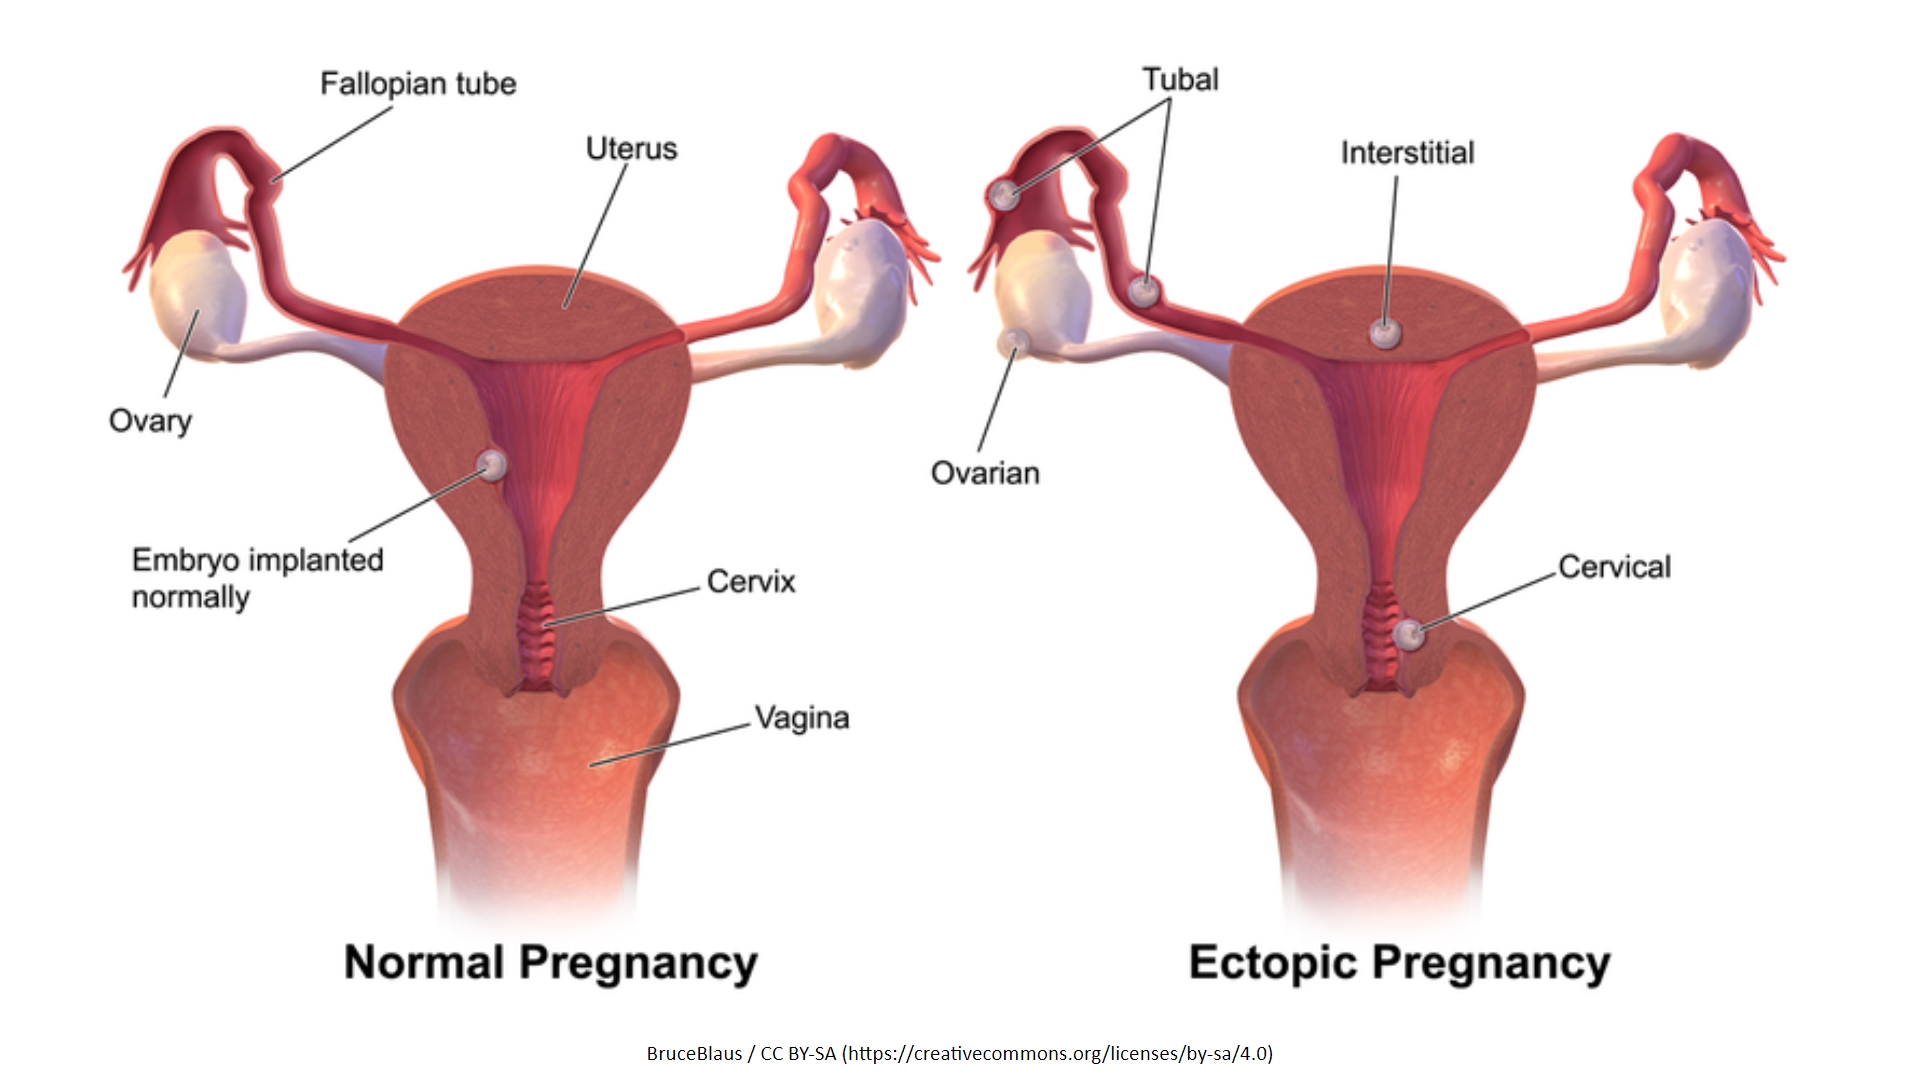 Fallopian tube
Uterus
Ovary
Embryo implanted
normally
Cervix
Vagina
Normal Pregnancy
Tubal
Interstitial
Ovarian
Cervical
Ectopic Pregnancy
BruceBlaus / CC BY-SA (https://creativecommons.org/licenses/by-sa/4.0)